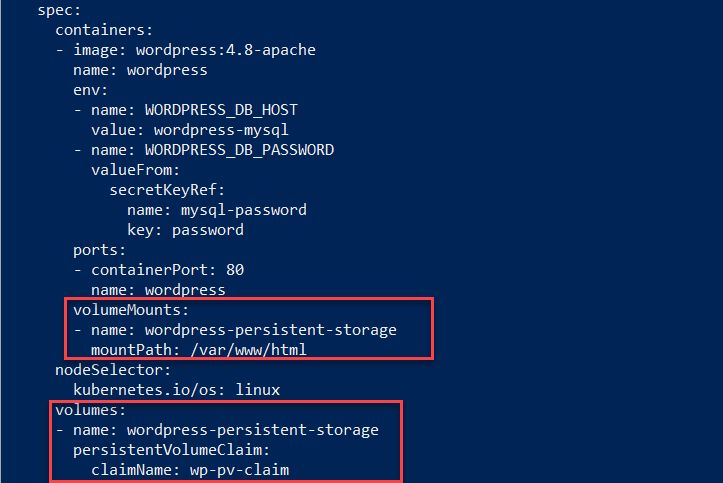 spec:
  containers:
  - image: wordpress:4.8-apache
    name: wordpress
    env:
    - name: WORDPRESS_DB_HOST
      value: wordpress-mysql
    - name: WORDPRESS_DB_PASSWORD
      valueFrom:
        secretKeyRef:
          name: mysql-password
          key: password
    ports:
    - containerPort: 80
      name: wordpress
    volumeMounts:
    - name: wordpress-persistent-storage
      mountPath: /var/www/html
  nodeSelector:
    kubernetes.io/os: linux
  volumes:
  - name: wordpress-persistent-storage
    persistentVolumeClaim:
      claimName: wp-pv-claim